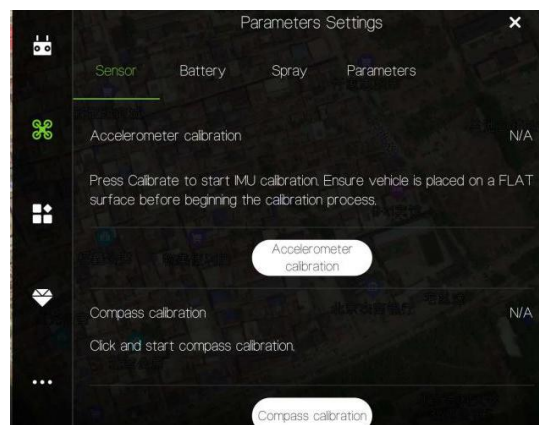 Parameters Settings
Sensor Battery Spray Parameters
Accelerometer calibration N/A
Press Calibrate to start IMU calibration. Ensure vehicle is placed on a FLAT
surface before beginning the calibration process.
Accelerometer
calibration
Compass calibration N/A
Click and start compass calibration.
Compass calibration